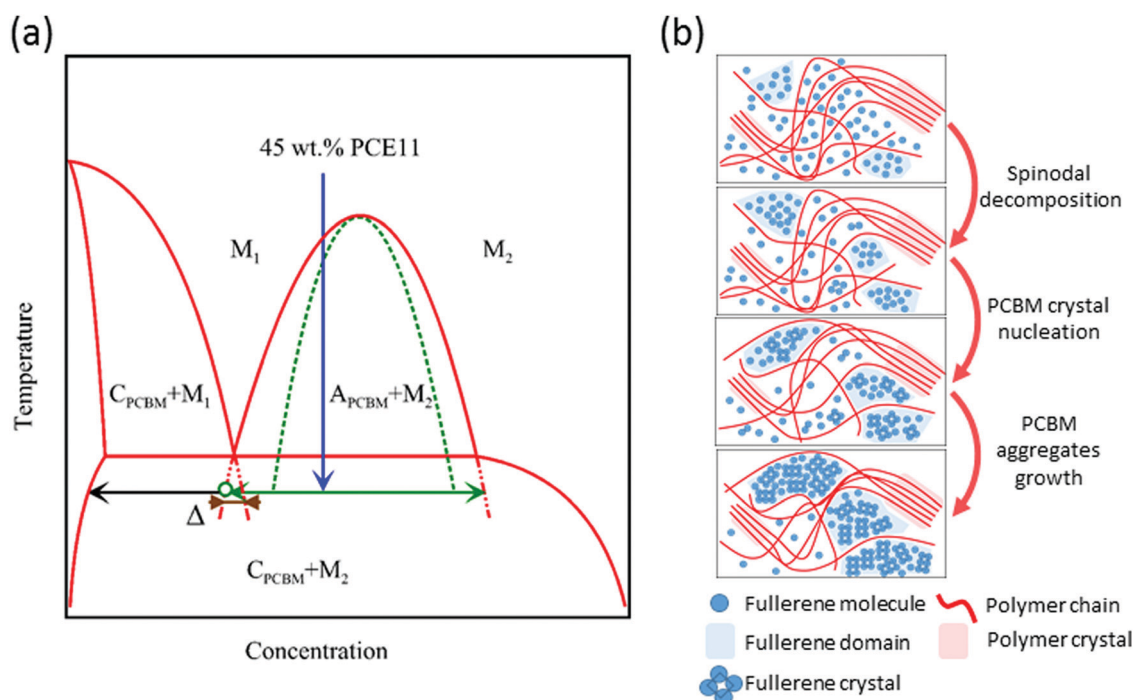 (a)
45 wt.% PCE11
M1
M2
CPCBM+M1
APCBM+M2
Δ
CPCBM+M2
Temperature
Concentration
(b)
Spinodal
decomposition
PCBM crystal
nucleation
PCBM
aggregates
growth
Fullerene molecule
Polymer chain
Fullerene domain
Polymer crystal
Fullerene crystal